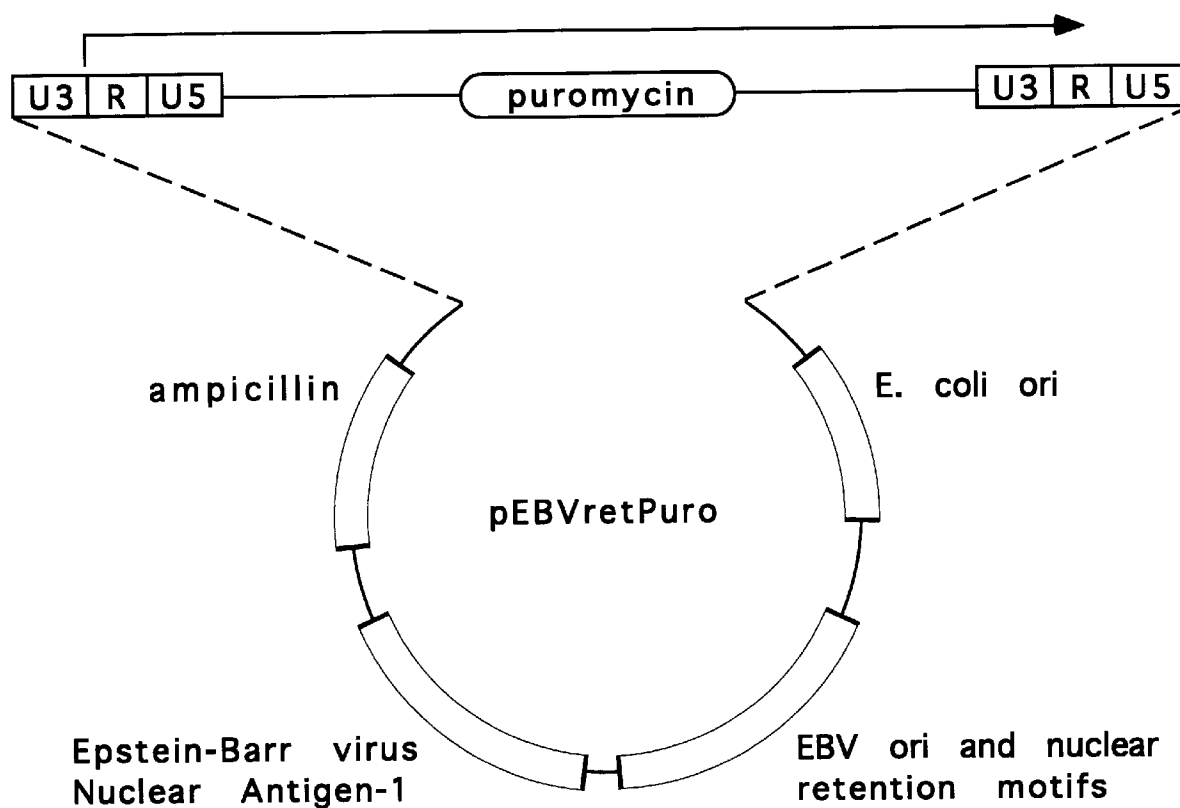 U3 R U5 puromycin U3 R U5
ampicillin
E. coli ori
pEBVretPuro
Epstein-Barr virus
Nuclear Antigen-1
EBV ori and nuclear
retention motifs